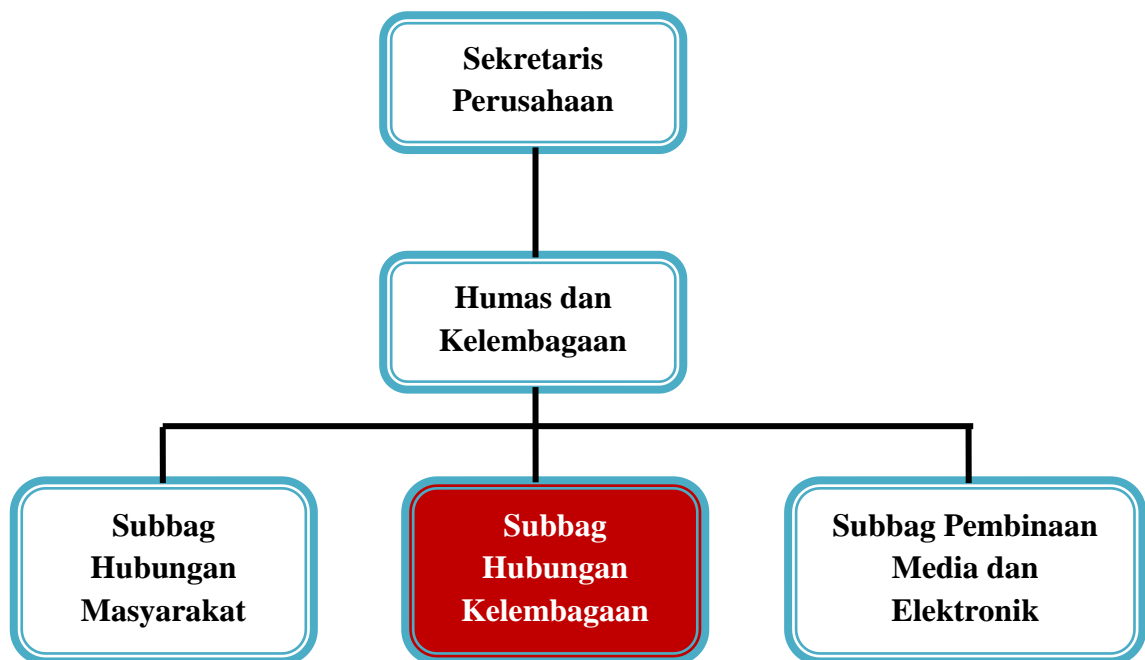 Sekretaris
Perusahaan
Humas dan
Kelembagaan
Subbag
Hubungan
Masyarakat
Subbag
Hubungan
Kelembagaan
Subbag Pembinaan
Media dan
Elektronik